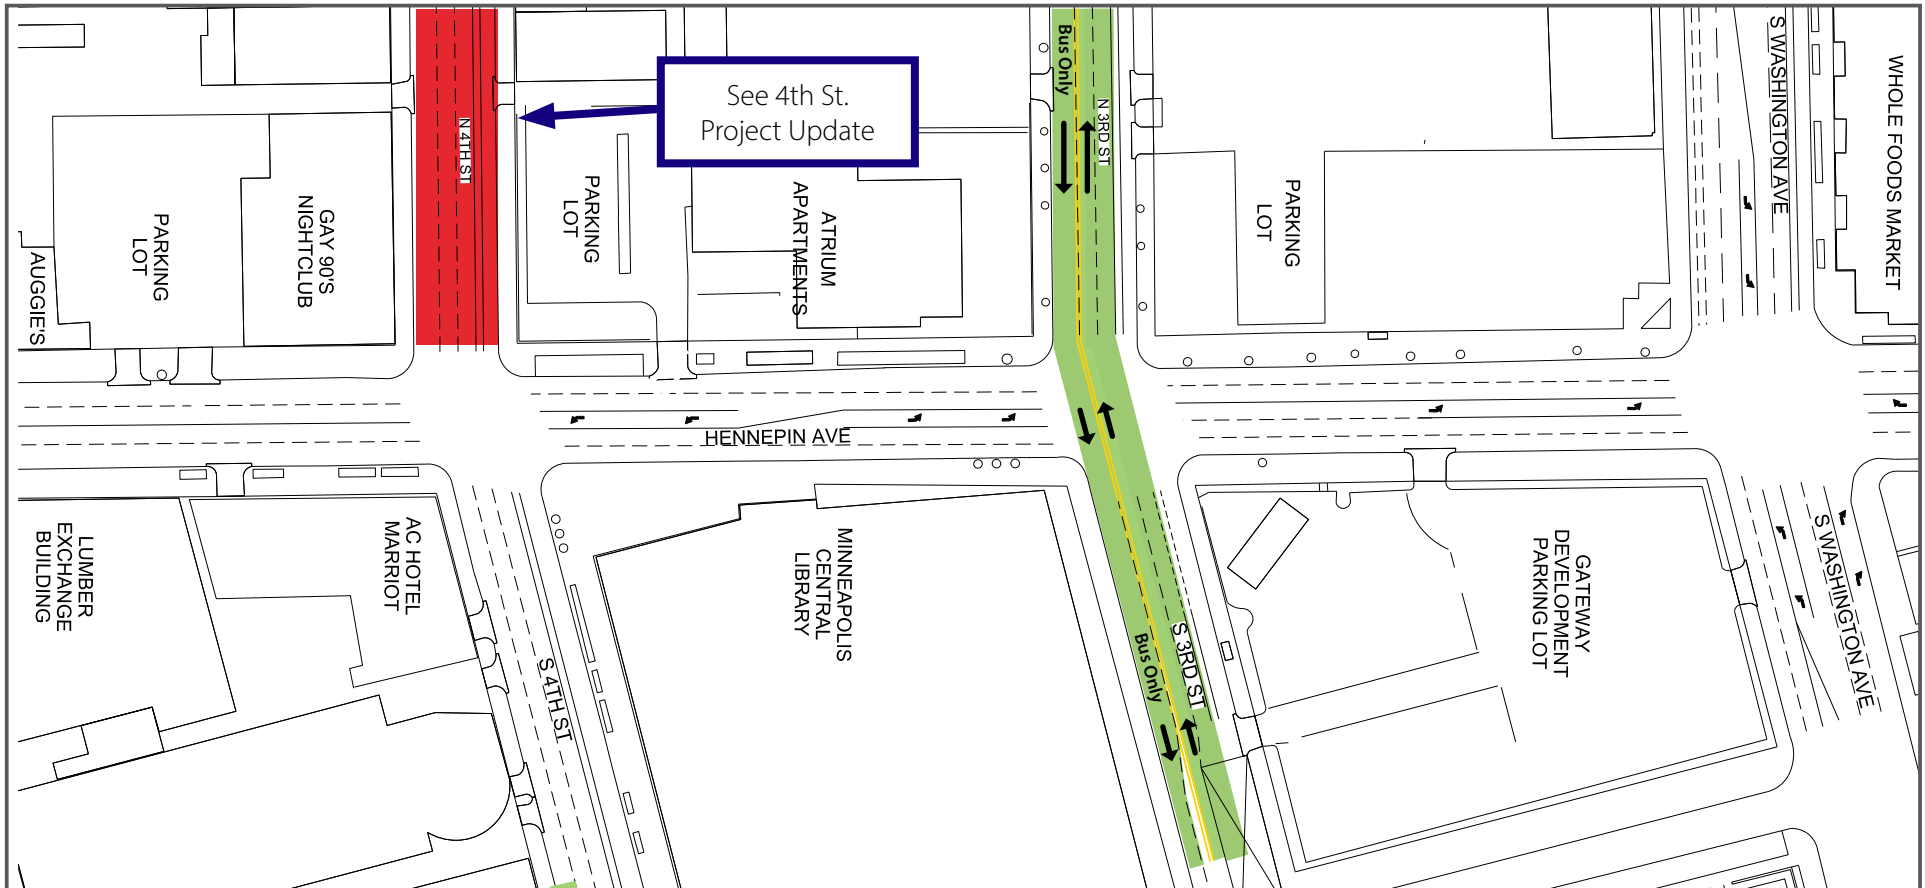 See 4th St.
Project Update
N 4TH ST
Bus Only
N 3RD ST
S WASHINGTON AVE
WHOLE FOODS MARKET
AUGGIE'S
PARKING
LOT
GAY 90'S
NIGHTCLUB
PARKING
LOT
ATRIUM
APARTMENTS
PARKING
LOT
HENNEPIN AVE
LUMBER
EXCHANGE
BUILDING
AC HOTEL
MARRIOT
S 4TH ST
MINNEAPOLIS
CENTRAL
LIBRARY
Bus Only
S 3RD ST
GATEWAY
DEVELOPMENT
PARKING LOT
S WASHINGTON AVE